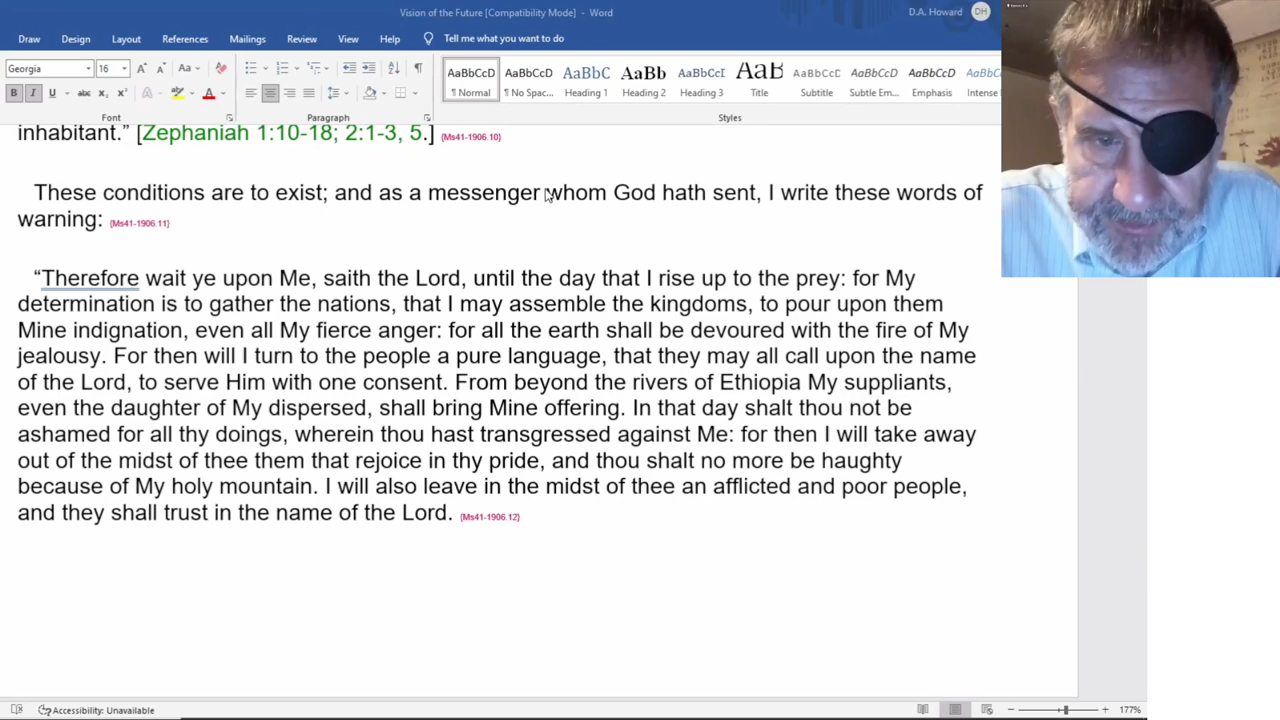 Vision of the Future [Compatibility Mode] - Word
D.A. Howard
DH
Draw Design Layout References Mailings Review View Help Tell me what you want to do
Georgia 16 Aa
AaBbCcD AaBbCcD AaBbC AaBb AaBbCcI AaB AaBbCcD AaBbCcD AaBbCcD AaBbC
B I U abc x₂ x² A A
¶ Normal ¶ No Spac... Heading 1 Heading 2 Heading 3 Title Subtitle Subtle Em... Emphasis Intense
Font Paragraph Styles
inhabitant.” [Zephaniah 1:10-18; 2:1-3, 5.] {Ms41-1906.10}
These conditions are to exist; and as a messenger whom God hath sent, I write these words of
warning: {Ms41-1906.11}
“Therefore wait ye upon Me, saith the Lord, until the day that I rise up to the prey: for My
determination is to gather the nations, that I may assemble the kingdoms, to pour upon them
Mine indignation, even all My fierce anger: for all the earth shall be devoured with the fire of My
jealousy. For then will I turn to the people a pure language, that they may all call upon the name
of the Lord, to serve Him with one consent. From beyond the rivers of Ethiopia My suppliants,
even the daughter of My dispersed, shall bring Mine offering. In that day shalt thou not be
ashamed for all thy doings, wherein thou hast transgressed against Me: for then I will take away
out of the midst of thee them that rejoice in thy pride, and thou shalt no more be haughty
because of My holy mountain. I will also leave in the midst of thee an afflicted and poor people,
and they shall trust in the name of the Lord. {Ms41-1906.12}
Accessibility: Unavailable
177%